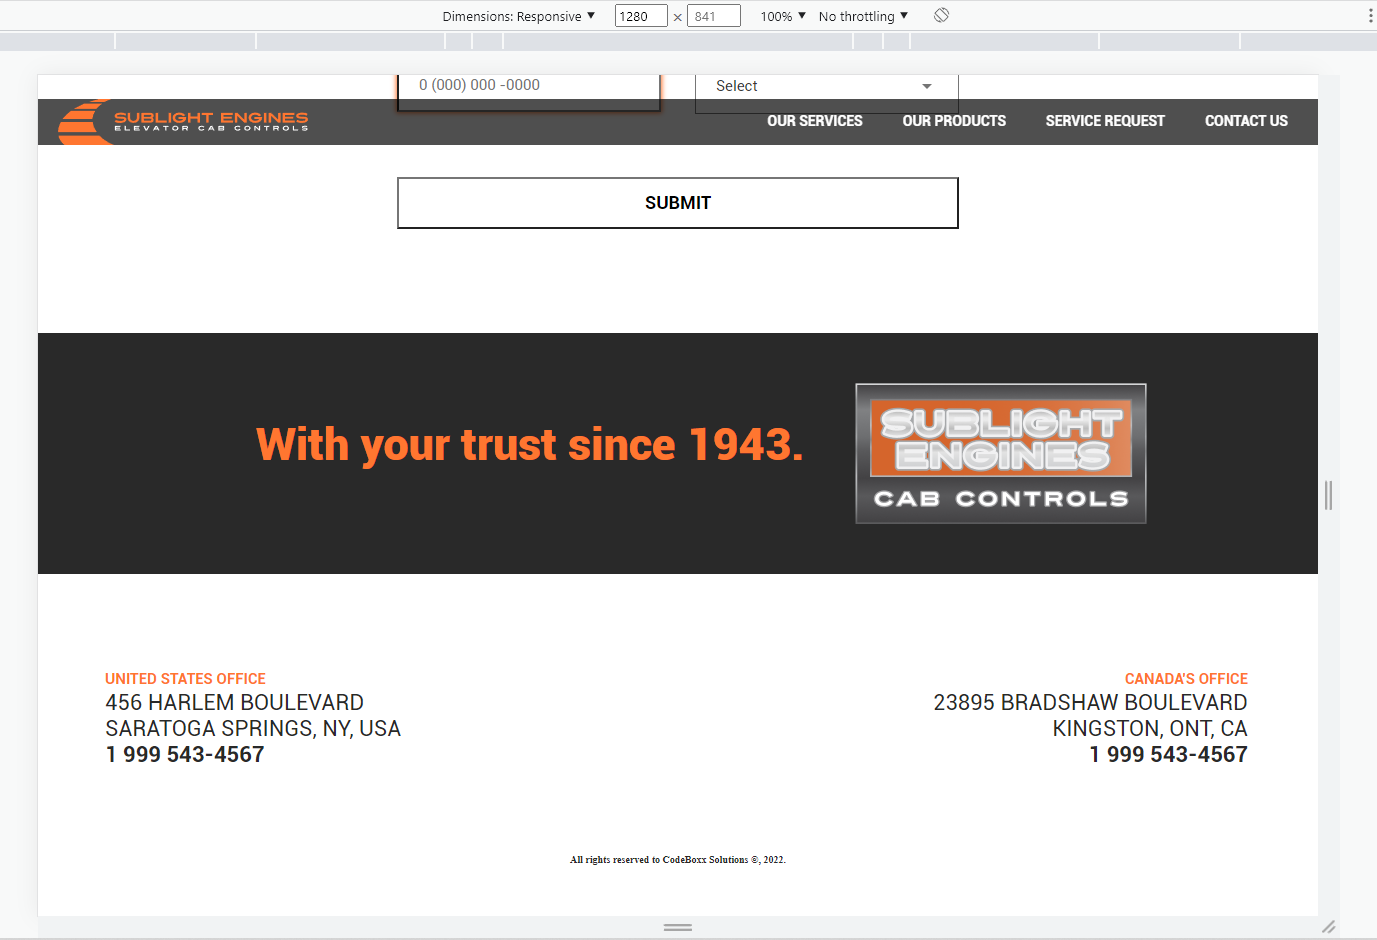 Dimensions: Responsive ▼ 1280 × 841 100% ▼ No throttling ▼
0 (000) 000 -0000
Select
SUBLIGHT ENGINES
ELEVATOR CAB CONTROLS
OUR SERVICES OUR PRODUCTS SERVICE REQUEST CONTACT US
SUBMIT
With your trust since 1943.
SUBLIGHT
ENGINES
CAB CONTROLS
UNITED STATES OFFICE
456 HARLEM BOULEVARD
SARATOGA SPRINGS, NY, USA
1 999 543-4567
CANADA'S OFFICE
23895 BRADSHAW BOULEVARD
KINGSTON, ONT, CA
1 999 543-4567
All rights reserved to CodeBoxx Solutions ©, 2022.